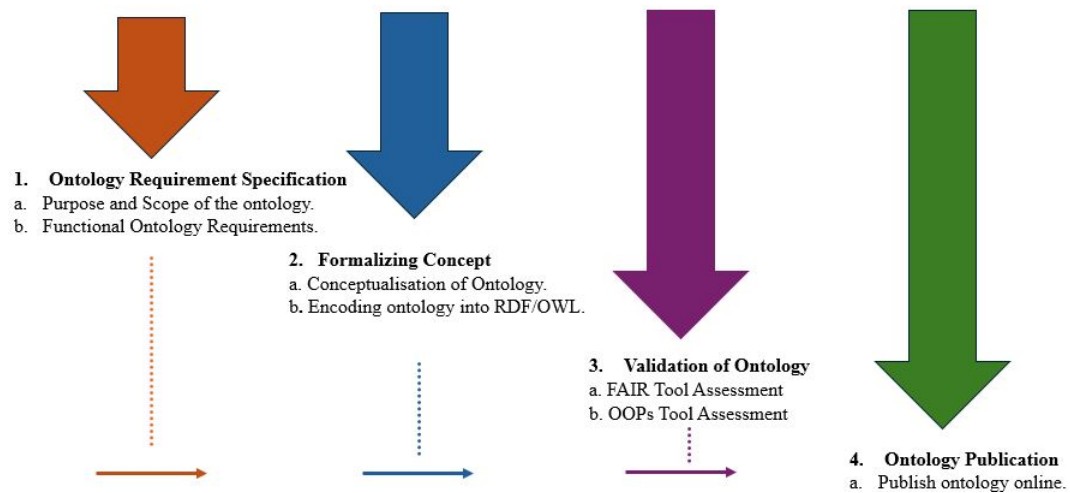 1. Ontology Requirement Specification
a. Purpose and Scope of the ontology.
b. Functional Ontology Requirements.
2. Formalizing Concept
a. Conceptualisation of Ontology.
b. Encoding ontology into RDF/OWL.
3. Validation of Ontology
a. FAIR Tool Assessment
b. OOPs Tool Assessment
4. Ontology Publication
a. Publish ontology online.